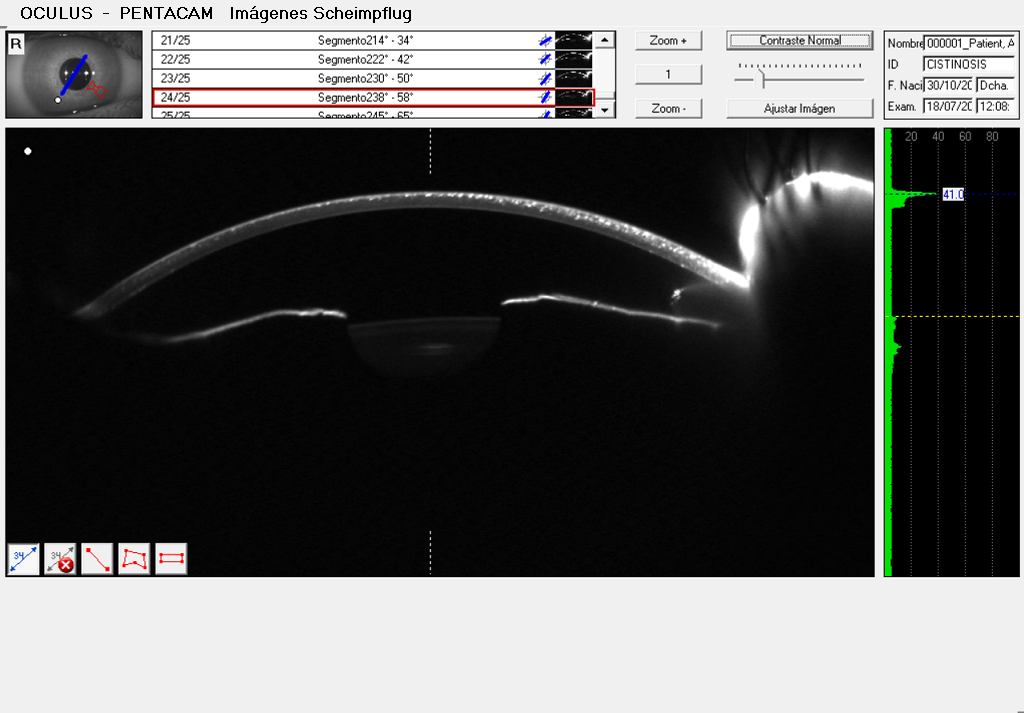 OCULUS - PENTACAM Imágenes Scheimpflug
R
21/25 Segmento214° - 34°
22/25 Segmento222° - 42°
23/25 Segmento230° - 50°
24/25 Segmento238° - 58°
25/25 Segmento245° - 65°
Zoom +
1
Zoom -
Contraste Normal
Ajustar Imágen
Nombre 000001_Patient, A
ID CISTINOSIS
F. Naci 30/10/20 Dcha.
Exam. 18/07/20 12:08:
20 40 60 80
41.0
34 34